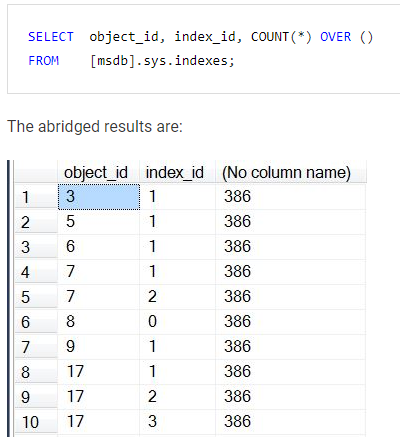 SELECT object_id, index_id, COUNT(*) OVER ()
FROM [msdb].sys.indexes;
The abridged results are:
object_id index_id (No column name)
1 3 1 386
2 5 1 386
3 6 1 386
4 7 1 386
5 7 2 386
6 8 0 386
7 9 1 386
8 17 1 386
9 17 2 386
10 17 3 386